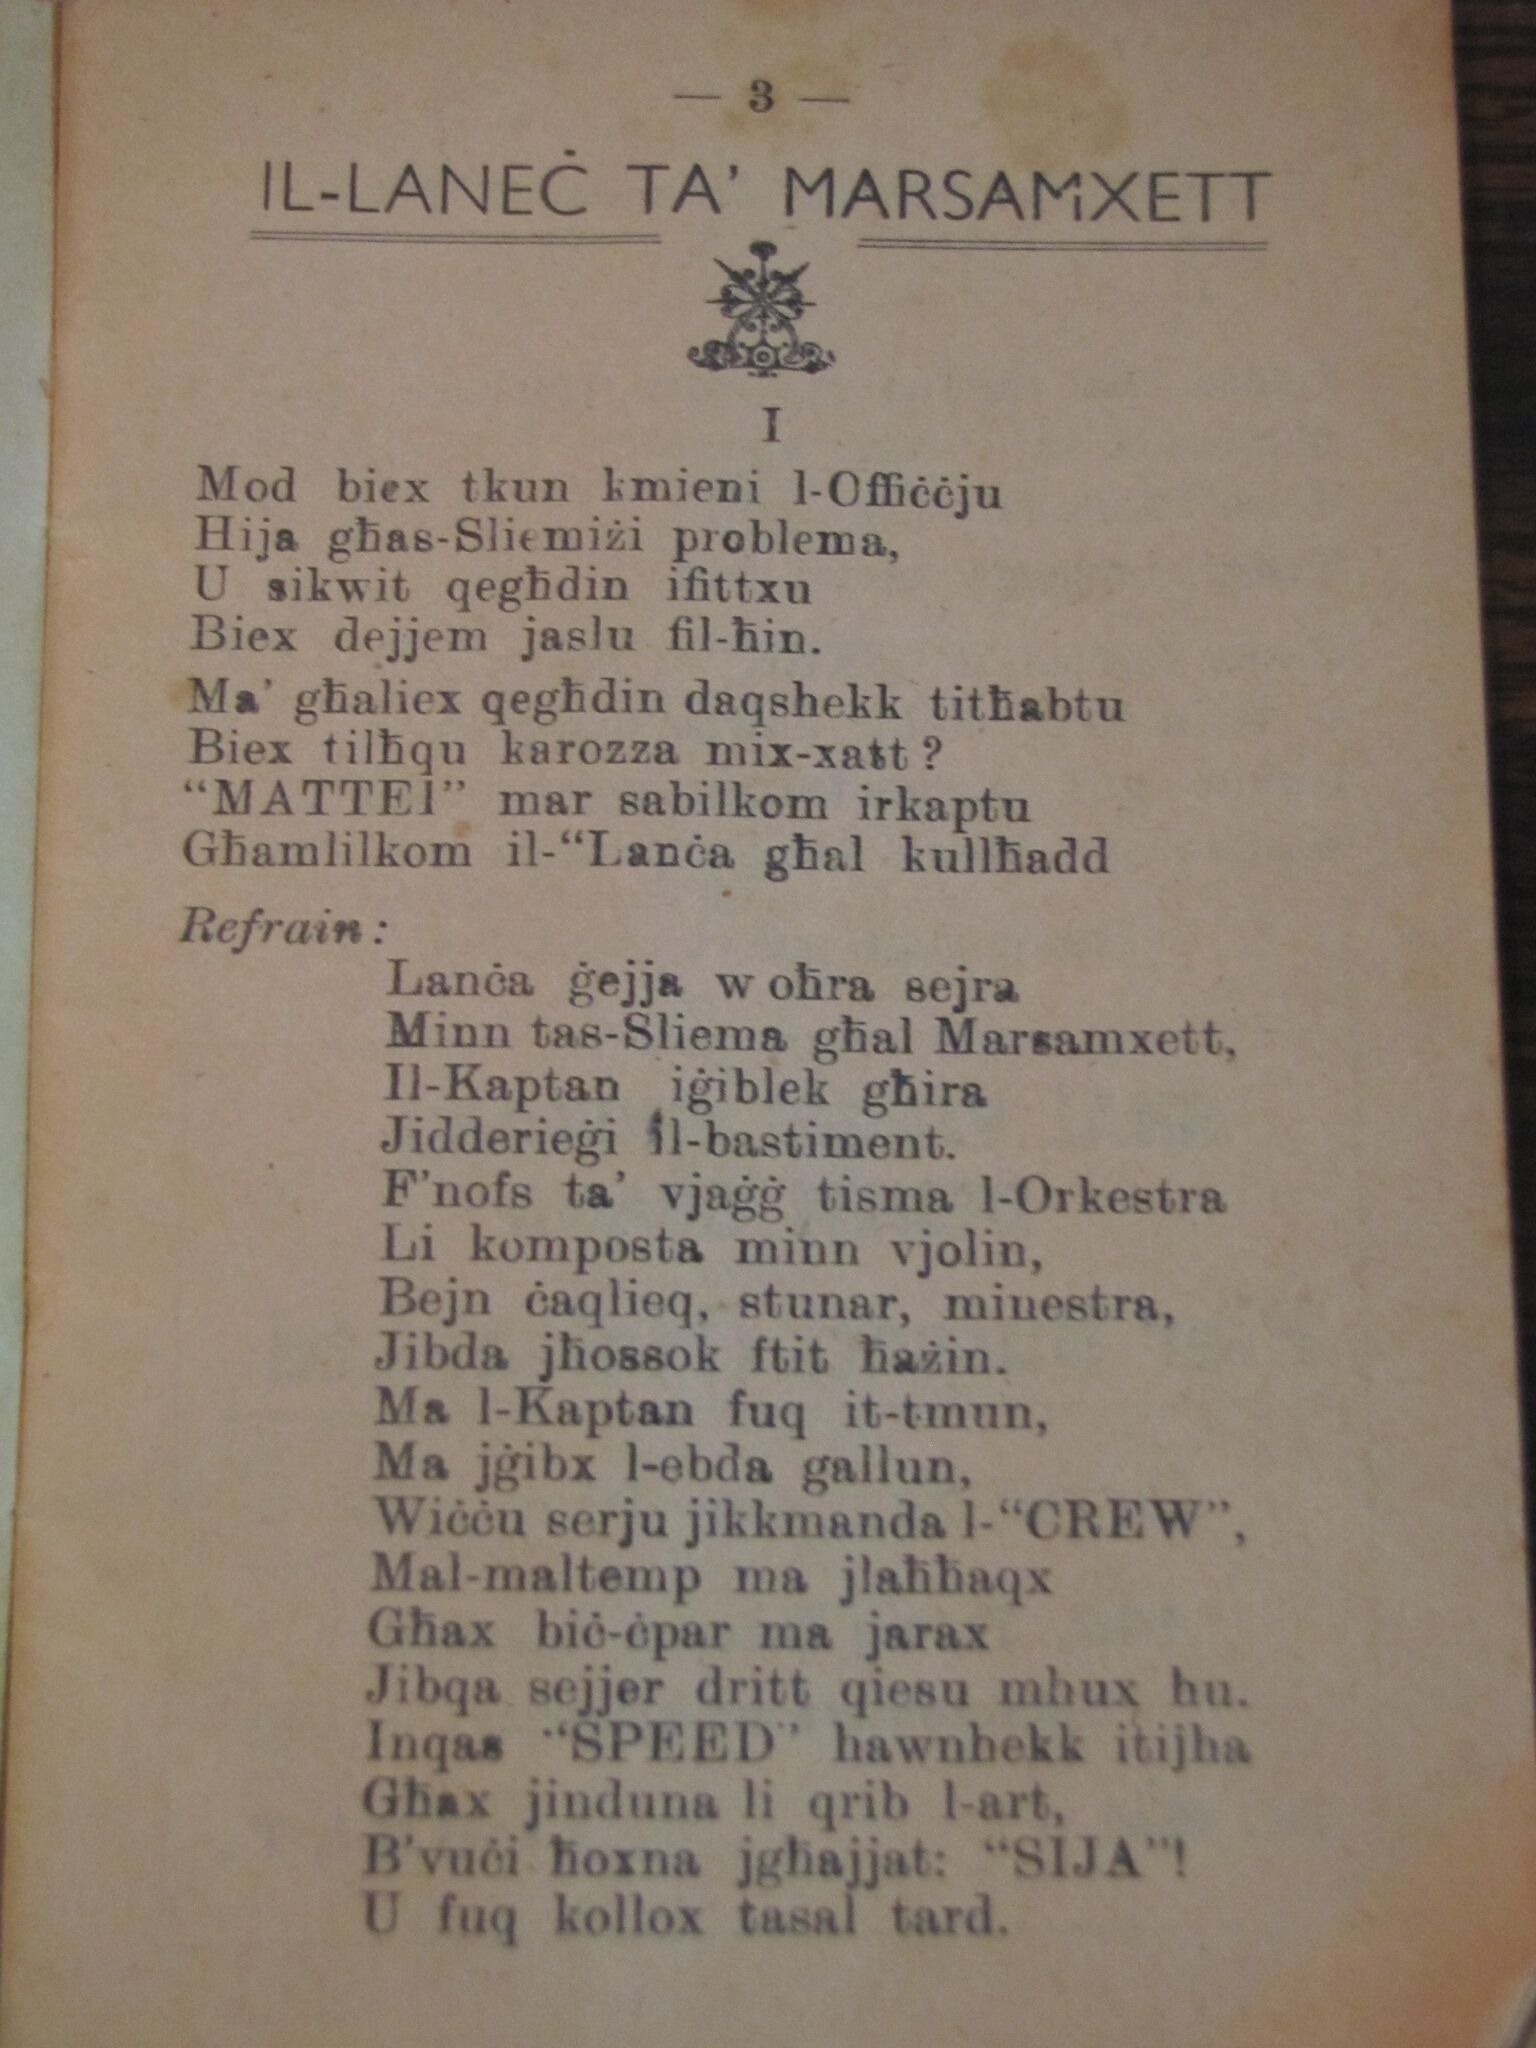 — 3 —
IL-LANEĊ TA' MARSAMXETT
I
Mod biex tkun kmieni l-Offiċċju
Hija għas-Sliemiżi problema,
U sikwit qegħdin ifittxu
Biex dejjem jaslu fil-ħin.
Ma' għaliex qegħdin daqshekk titħabtu
Biex tilħqu karozza mix-xatt?
“MATTEI” mar sabilkom irkaptu
Għamlilkom il-“Lanċa għal kullħadd
Refrain:
Lanċa ġejja w oħra sejra
Minn tas-Sliema għal Marsamxett,
Il-Kaptan iġiblek għira
Jidderieġi il-bastiment.
F'nofs ta' vjaġġ tisma l-Orkestra
Li komposta minn vjolin,
Bejn ċaqlieq, stunar, minestra,
Jibda jħossok ftit ħażin.
Ma l-Kaptan fuq it-tmun,
Ma jġibx l-ebda gallun,
Wiċċu serju jikkmanda l-“CREW”,
Mal-maltemp ma jlaħħaqx
Għax biċ-ċpar ma jarax
Jibqa sejjer dritt qiesu mhux hu.
Inqas “SPEED” hawnhekk itijha
Għax jinduna li qrib l-art,
B'vuċi ħoxna jgħajjat: “SIJA”!
U fuq kollox tasal tard.